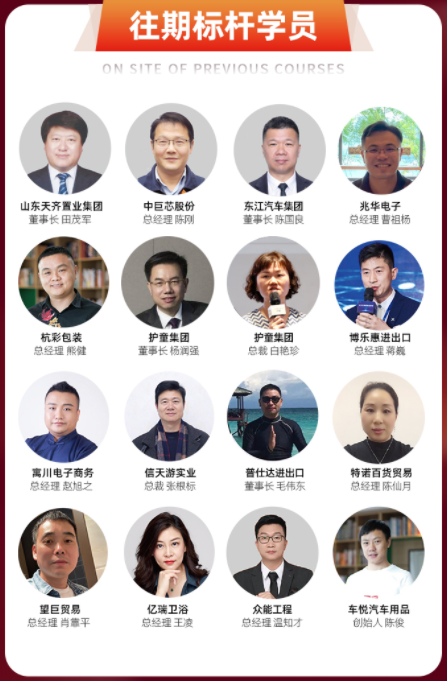 往期标杆学员
ON SITE OF PREVIOUS COURSES
山东天齐置业集团
董事长 田茂军
中巨芯股份
总经理 陈刚
东江汽车集团
董事长 陈国良
兆华电子
总经理 曹祖杨
杭彩包装
总经理 熊健
护童集团
董事长 杨润强
护童集团
总裁 白艳珍
博乐惠进出口
总经理 蒋巍
寓川电子商务
总经理 赵旭之
信天游实业
总裁 张根标
普仕达进出口
董事长 毛伟东
特诺百货贸易
总经理 陈仙月
望巨贸易
总经理 肖靠平
亿瑞卫浴
总经理 王凌
众能工程
总经理 温知才
车悦汽车用品
创始人 陈俊